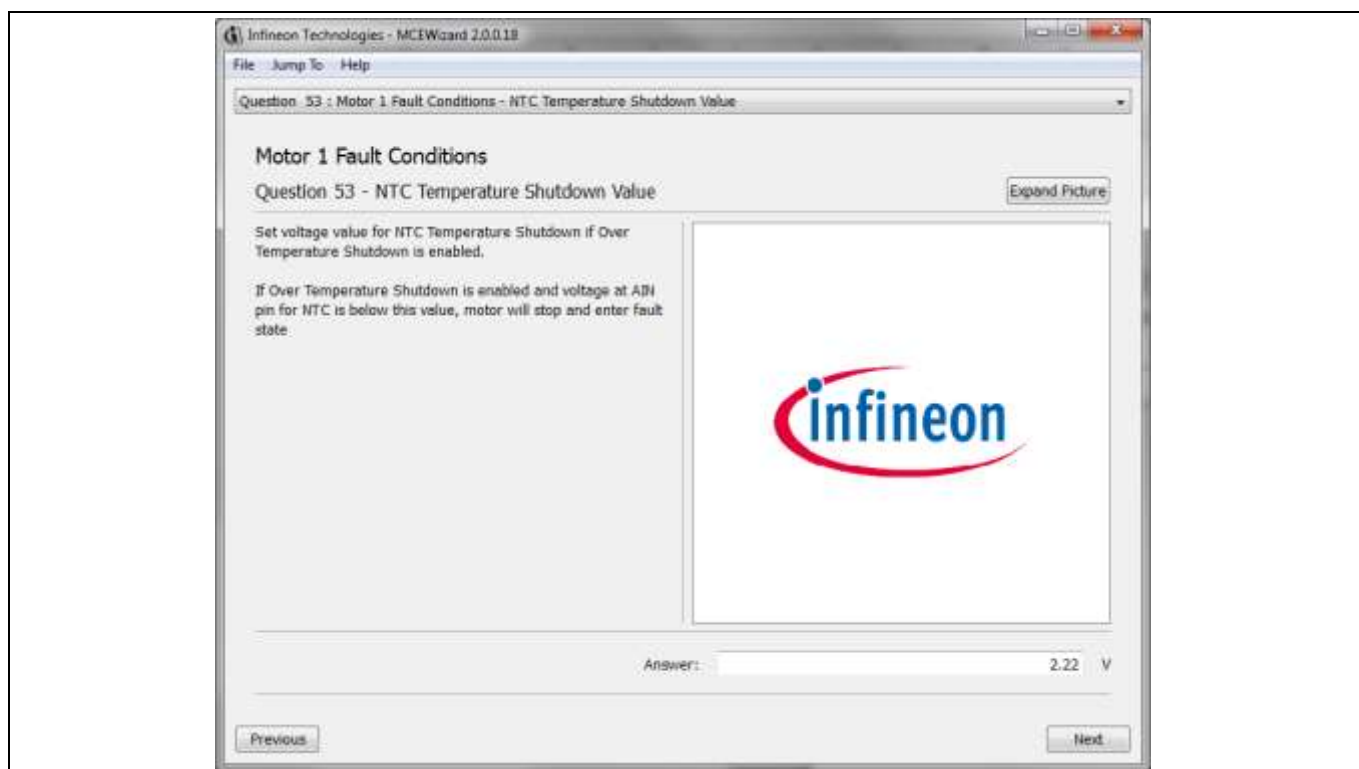 Infineon Technologies - MCEWizard 2.0.0.18
File Jump To Help
Question 53 : Motor 1 Fault Conditions - NTC Temperature Shutdown Value
Motor 1 Fault Conditions
Question 53 - NTC Temperature Shutdown Value
Expand Picture
Set voltage value for NTC Temperature Shutdown if Over
Temperature Shutdown is enabled.
If Over Temperature Shutdown is enabled and voltage at AIN
pin for NTC is below this value, motor will stop and enter fault
state
infineon
Answer: 2.22 V
Previous Next